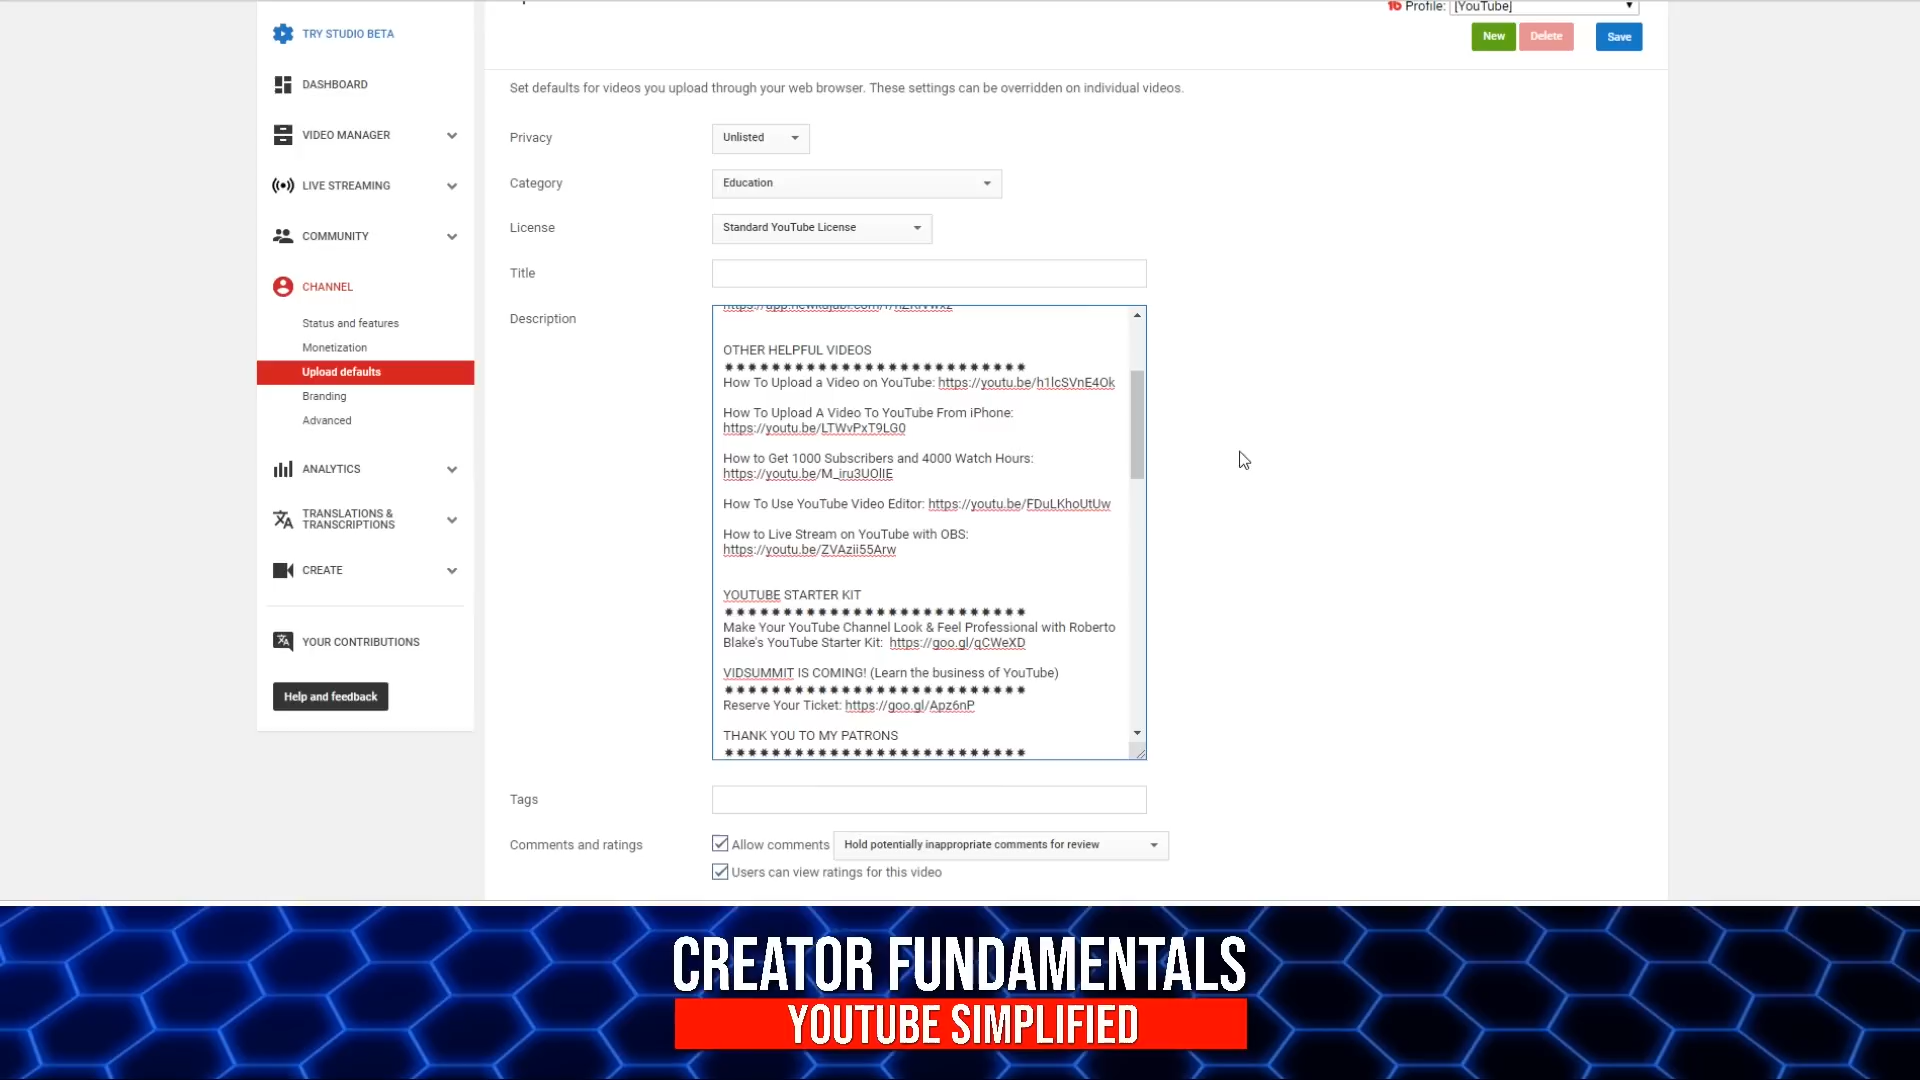 Profile: [YouTube]
TRY STUDIO BETA
New Delete Save
DASHBOARD
Set defaults for videos you upload through your web browser. These settings can be overridden on individual videos.
VIDEO MANAGER
Privacy Unlisted
LIVE STREAMING
Category Education
License Standard YouTube License
COMMUNITY
Title
CHANNEL
Description
Status and features
Monetization
Upload defaults
Branding
Advanced
ANALYTICS
TRANSLATIONS &
TRANSCRIPTIONS
CREATE
YOUR CONTRIBUTIONS
Help and feedback
OTHER HELPFUL VIDEOS
✷✷✷✷✷✷✷✷✷✷✷✷✷✷✷✷✷✷✷✷✷✷✷✷✷✷
How To Upload a Video on YouTube: https://youtu.be/h1lcSVnE4Ok
How To Upload A Video To YouTube From iPhone:
https://youtu.be/LTWvPxT9LG0
How to Get 1000 Subscribers and 4000 Watch Hours:
https://youtu.be/M_iru3UOlIE
How To Use YouTube Video Editor: https://youtu.be/FDuLKhoUtUw
How to Live Stream on YouTube with OBS:
https://youtu.be/ZVAzii55Arw
YOUTUBE STARTER KIT
✷✷✷✷✷✷✷✷✷✷✷✷✷✷✷✷✷✷✷✷✷✷✷✷✷✷
Make Your YouTube Channel Look & Feel Professional with Roberto
Blake's YouTube Starter Kit: https://goo.gl/qCWeXD
VIDSUMMIT IS COMING! (Learn the business of YouTube)
✷✷✷✷✷✷✷✷✷✷✷✷✷✷✷✷✷✷✷✷✷✷✷✷✷✷
Reserve Your Ticket: https://goo.gl/Apz6nP
THANK YOU TO MY PATRONS
✷✷✷✷✷✷✷✷✷✷✷✷✷✷✷✷✷✷✷✷✷✷✷✷✷✷
Tags
Comments and ratings Allow comments Hold potentially inappropriate comments for review
Users can view ratings for this video
CREATOR FUNDAMENTALS
YOUTUBE SIMPLIFIED